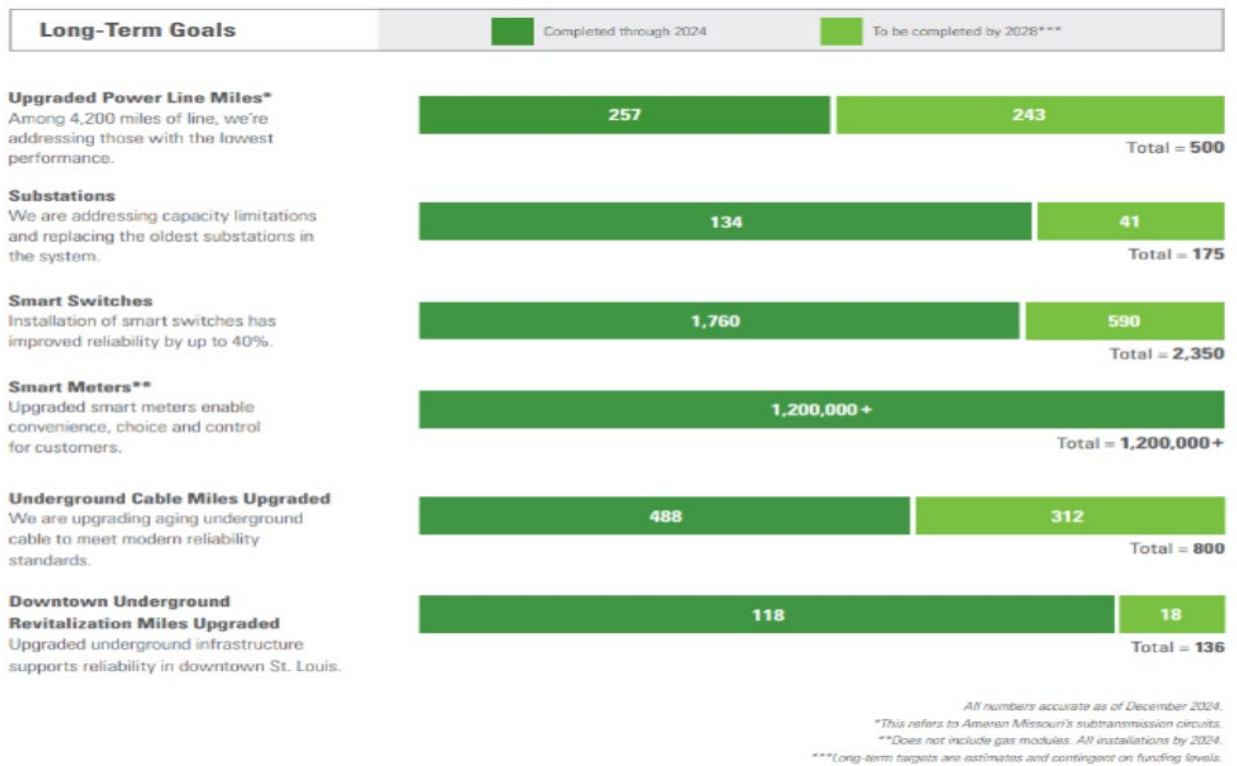 Long-Term Goals
Completed through 2024
To be completed by 2028***
Upgraded Power Line Miles*
Among 4,200 miles of line, we're
addressing those with the lowest
performance.
257
243
Total = 500
Substations
We are addressing capacity limitations
and replacing the oldest substations in
the system.
134
41
Total = 175
Smart Switches
Installation of smart switches has
improved reliability by up to 40%.
1,760
590
Total = 2,350
Smart Meters**
Upgraded smart meters enable
convenience, choice and control
for customers.
1,200,000+
Total = 1,200,000+
Underground Cable Miles Upgraded
We are upgrading aging underground
cable to meet modern reliability
standards.
488
312
Total = 800
Downtown Underground
Revitalization Miles Upgraded
Upgraded underground infrastructure
supports reliability in downtown St. Louis.
118
18
Total = 136
All numbers accurate as of December 2024.
*This refers to Ameren Missouri's subtransmission circuits.
**Does not include gas modules. All installations by 2024.
***Long-term targets are estimates and contingent on funding levels.